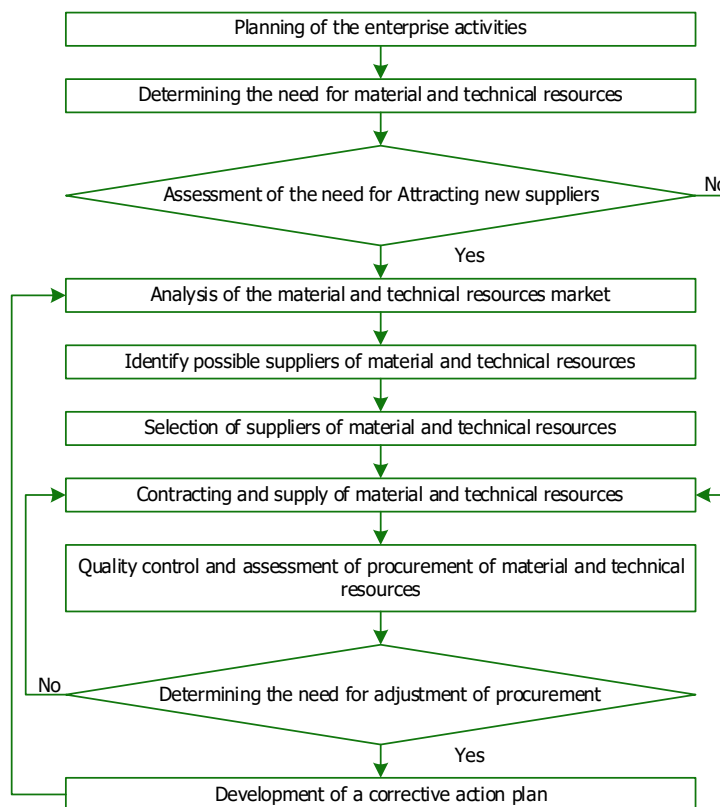 Planning of the enterprise activities
Determining the need for material and technical resources
Assessment of the need for Attracting new suppliers
No
Yes
Analysis of the material and technical resources market
Identify possible suppliers of material and technical resources
Selection of suppliers of material and technical resources
Contracting and supply of material and technical resources
Quality control and assessment of procurement of material and technical
resources
No
Determining the need for adjustment of procurement
Yes
Development of a corrective action plan